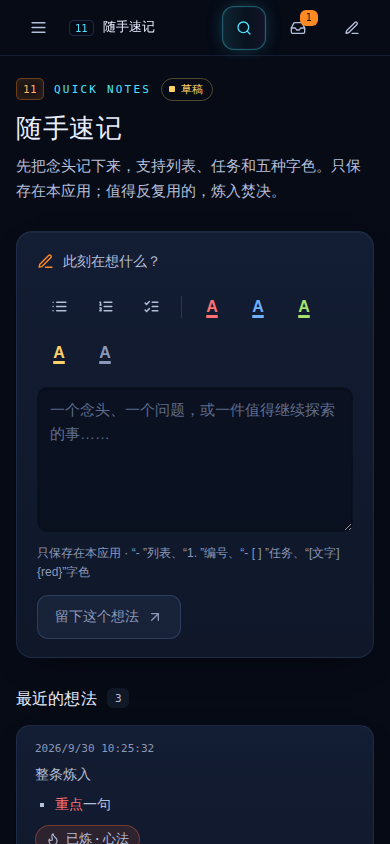 11 随手速记
1
11 QUICK NOTES 草稿
随手速记
先把念头记下来，支持列表、任务和五种字色。只保
存在本应用；值得反复用的，炼入焚决。
此刻在想什么？
A A A
A A
一个念头、一个问题，或一件值得继续探索
的事……
只保存在本应用 · “- ”列表、“1. ”编号、“- [ ] ”任务、“[文字]
{red}”字色
留下这个想法
最近的想法 3
2026/9/30 10:25:32
整条炼入
重点一句
已炼 · 心法